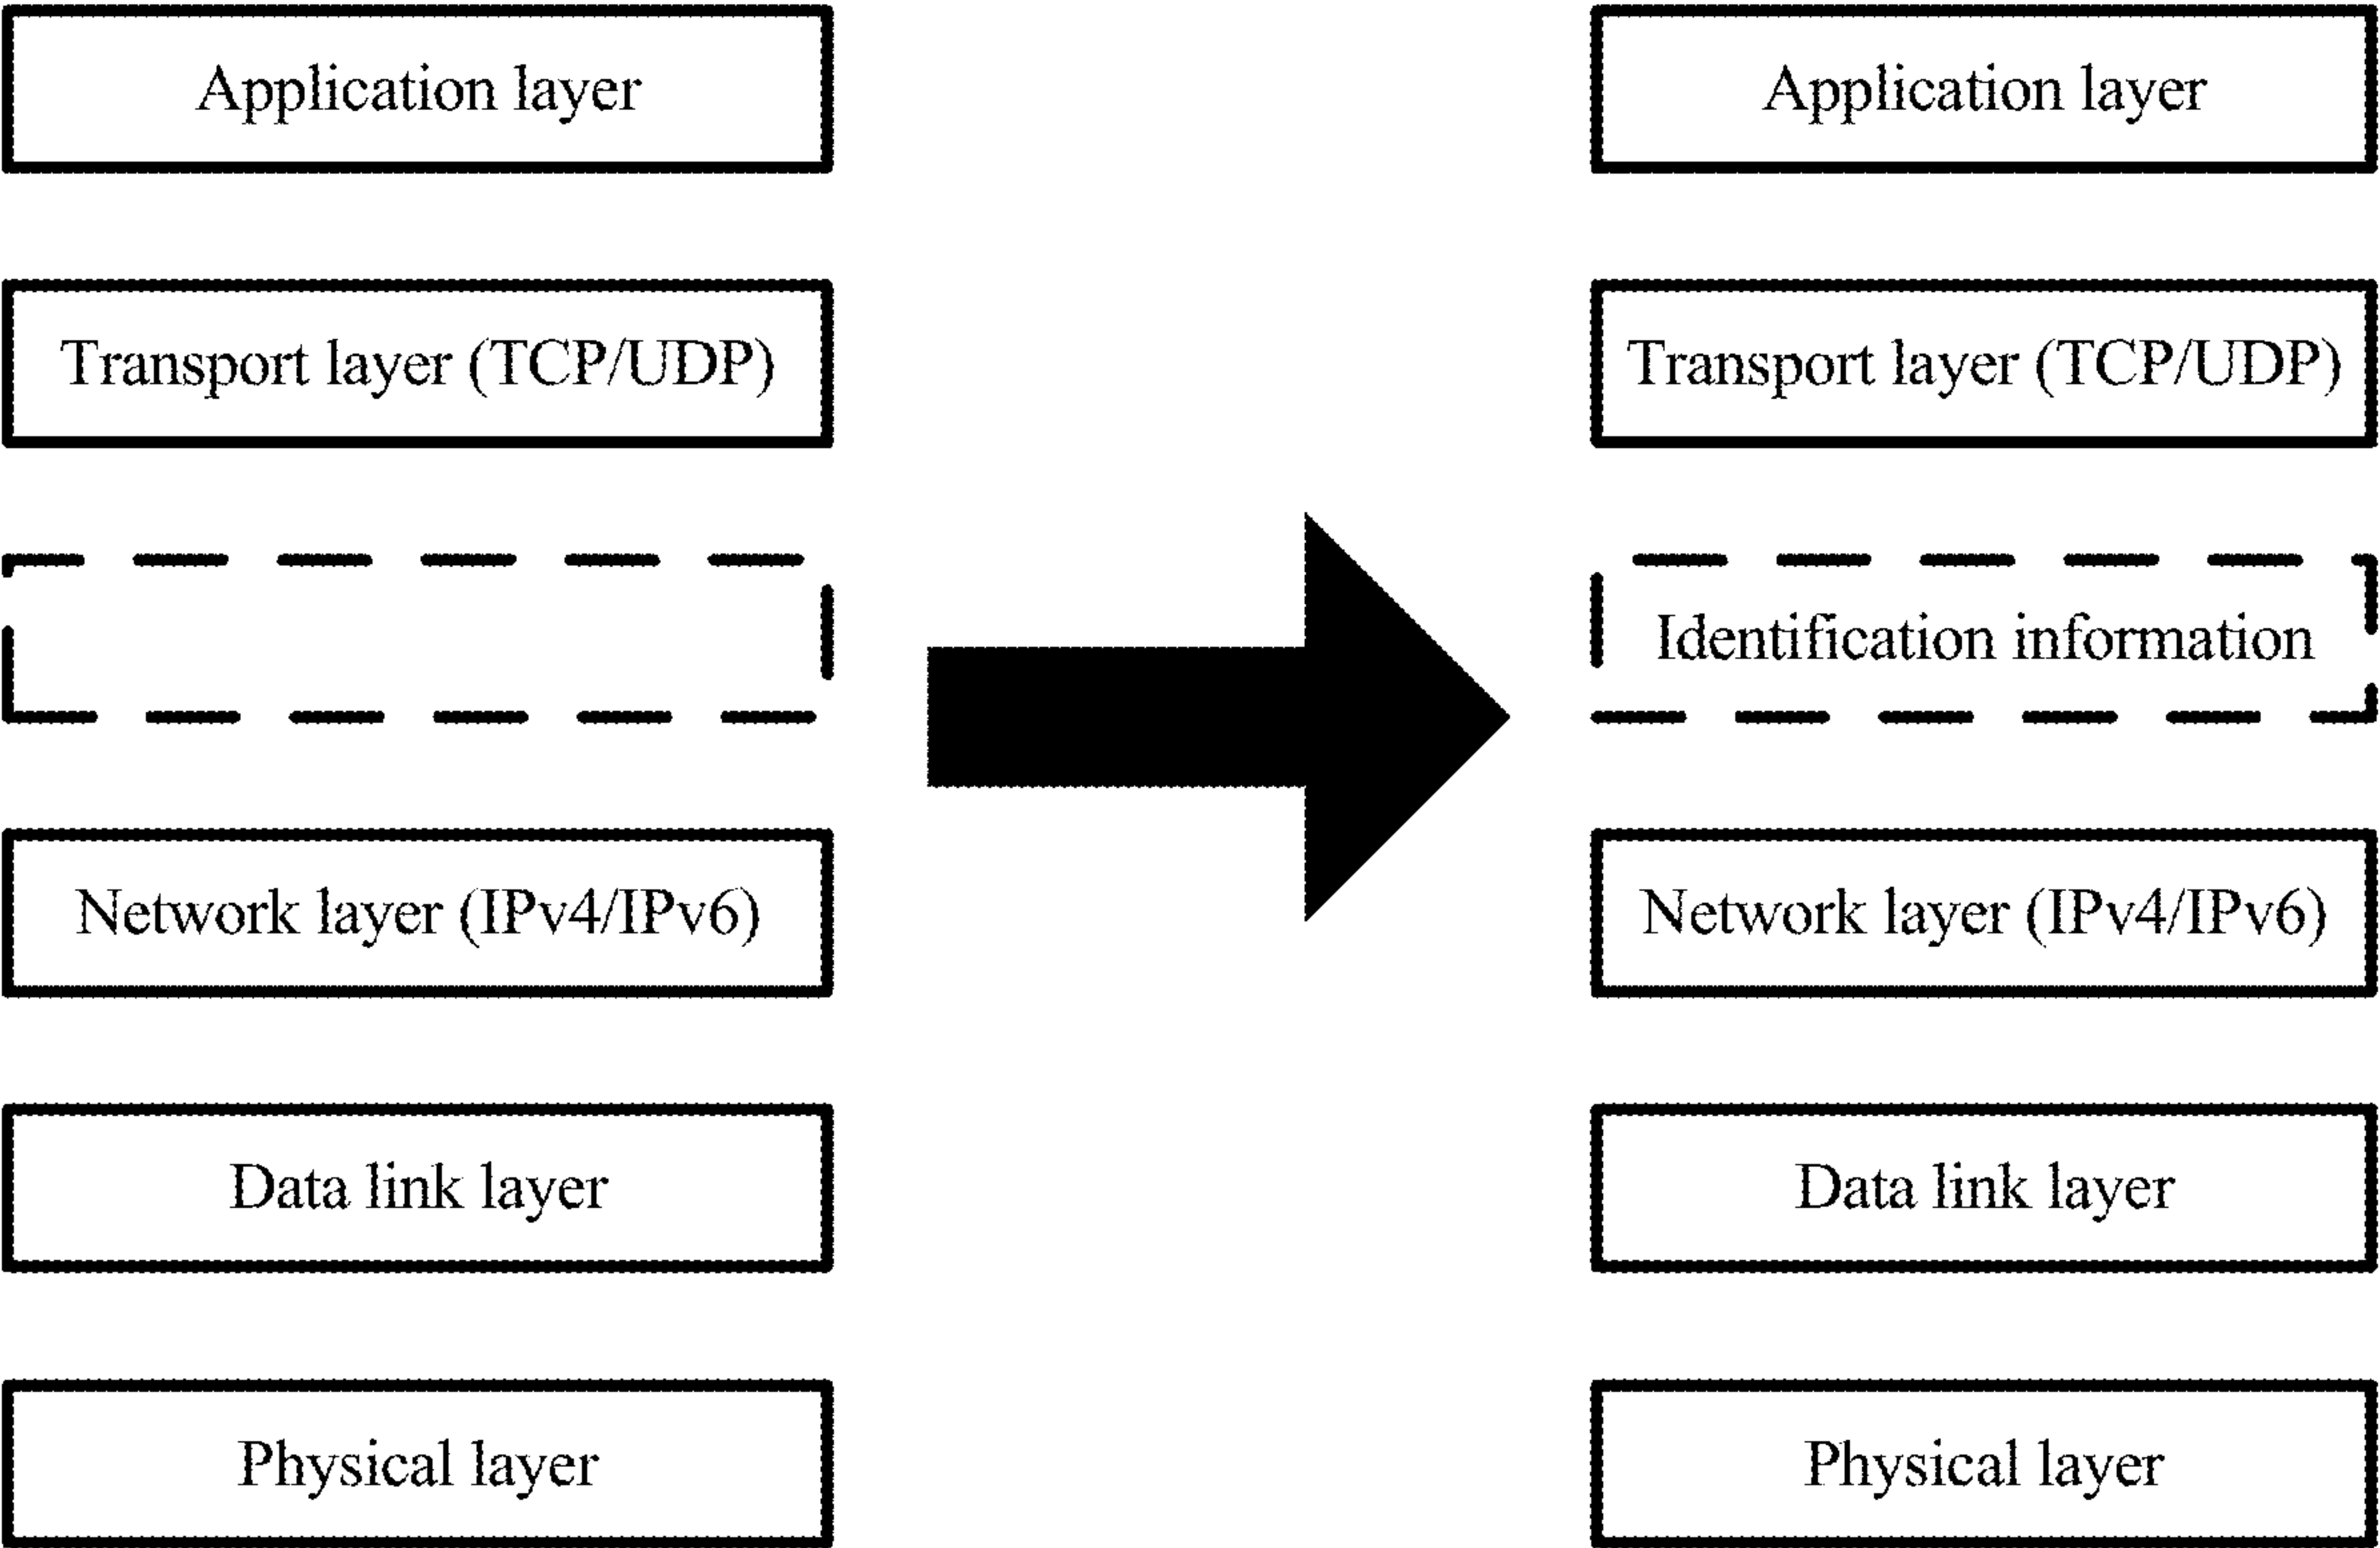 Application layer
Transport layer (TCP/UDP)
Network layer (IPv4/IPv6)
Data link layer
Physical layer
Application layer
Transport layer (TCP/UDP)
Identification information
Network layer (IPv4/IPv6)
Data link layer
Physical layer